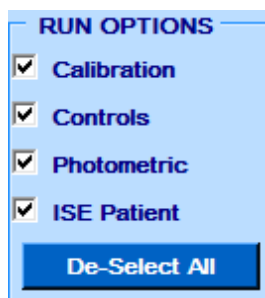 RUN OPTIONS
Calibration
Controls
Photometric
ISE Patient
De-Select All